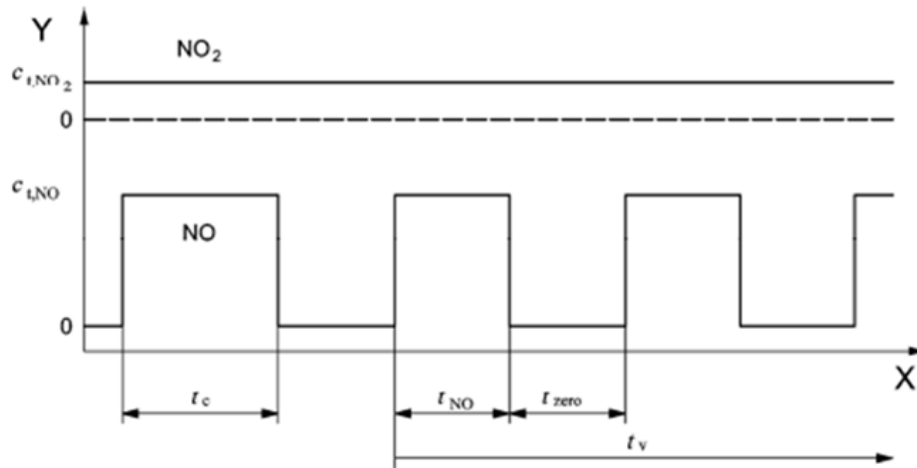 Y
NO₂
c t,NO₂
0
c t,NO
NO
0
X
t c
t NO
t zero
t v